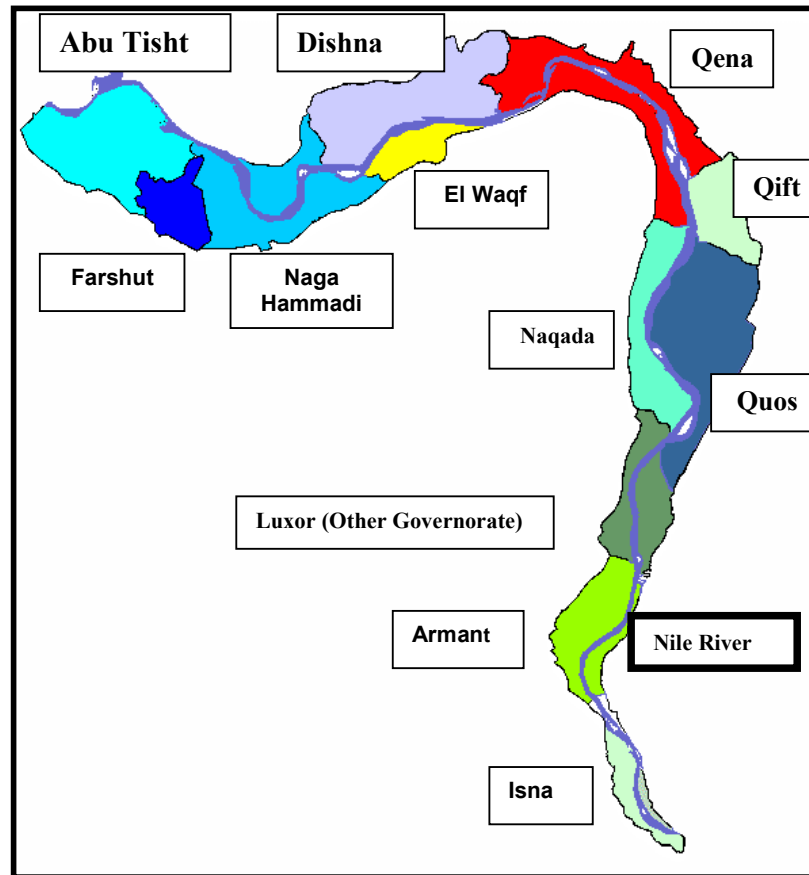 Abu Tisht
Dishna
Qena
Qift
El Waqf
Farshut
Naga
Hammadi
Naqada
Quos
Luxor (Other Governorate)
Armant
Nile River
Isna